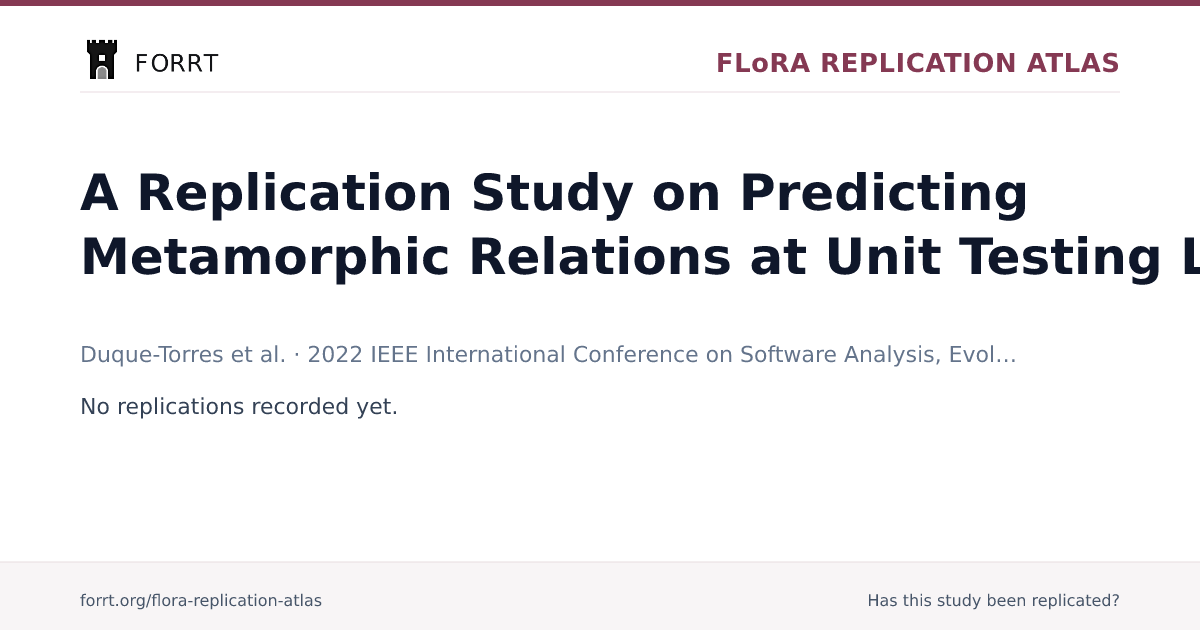 FORRT
FLoRA REPLICATION ATLAS
A Replication Study on Predicting
Metamorphic Relations at Unit Testing L
Duque-Torres et al. · 2022 IEEE International Conference on Software Analysis, Evol…
No replications recorded yet.
forrt.org/flora-replication-atlas
Has this study been replicated?